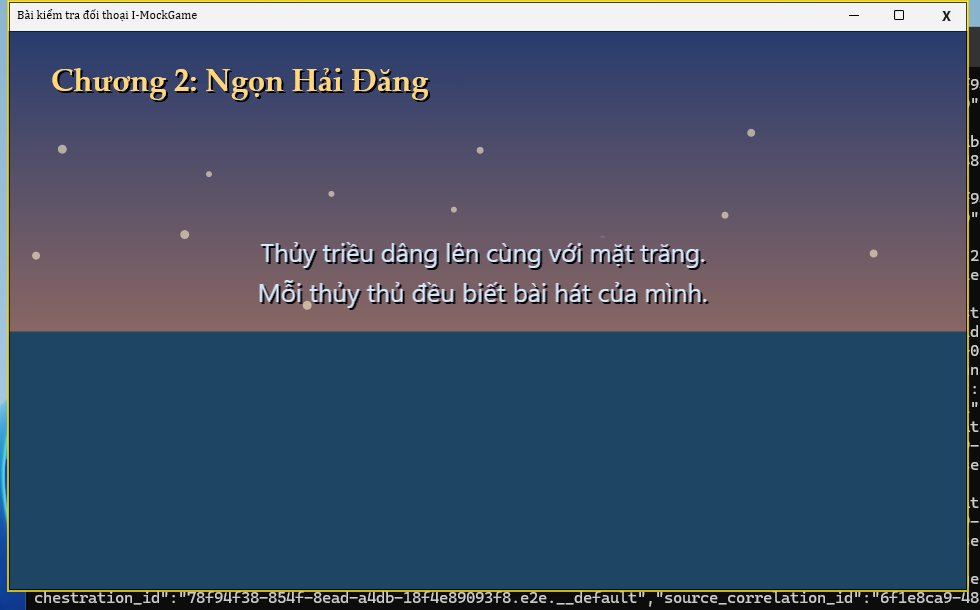 Bài kiểm tra đối thoại I-MockGame
Chương 2: Ngọn Hải Đăng
Thủy triều dâng lên cùng với mặt trăng.
Mỗi thủy thủ đều biết bài hát của mình.
chestration_id":"78f94f38-854f-8ead-a4db-18f4e89093f8.e2e.__default","source_correlation_id":"6f1e8ca9-4